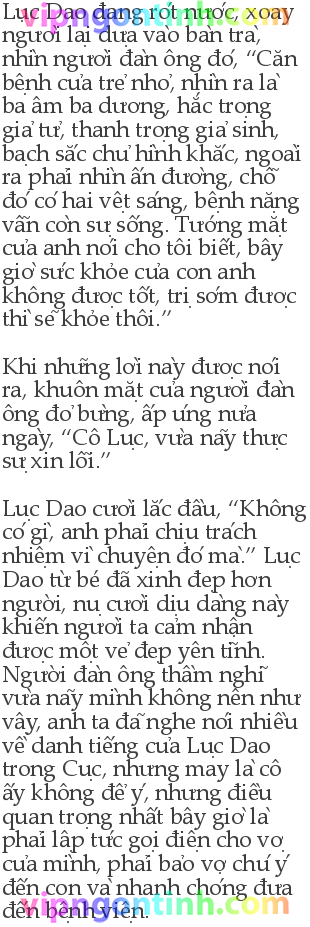 vipngontinh.com
Lục Dao đang rót nước, xoay
người lại dựa vào bàn trà,
nhìn người đàn ông đó, “Căn
bệnh của trẻ nhỏ, nhìn ra là
ba âm ba dương, hắc trọng
giả tử, thanh trọng giả sinh,
bạch sắc chủ hình khắc, ngoài
ra phải nhìn ấn đường, chỗ
đó có hai vệt sáng, bệnh nặng
vẫn còn sự sống. Tướng mặt
của anh nói cho tôi biết, bây
giờ sức khỏe của con anh
không được tốt, trị sớm được
thì sẽ khỏe thôi.”
Khi những lời này được nói
ra, khuôn mặt của người đàn
ông đỏ bừng, ấp úng nửa
ngày, “Cô Lục, vừa nãy thực
sự xin lỗi.”
Lục Dao cười lắc đầu, “Không
có gì, anh phải chịu trách
nhiệm vì chuyện đó mà.” Lục
Dao từ bé đã xinh đẹp hơn
người, nụ cười dịu dàng này
khiến người ta cảm nhận
được một vẻ đẹp yên tĩnh.
Người đàn ông thầm nghĩ
vừa nãy mình không nên như
vậy, anh ta đã nghe nói nhiều
về danh tiếng của Lục Dao
trong Cục, nhưng may là cô
ấy không để ý, nhưng điều
quan trọng nhất bây giờ là
phải lập tức gọi điện cho vợ
của mình, phải bảo vợ chú ý
đến con và nhanh chóng đưa
đến bệnh viện.
vipngontinh.com